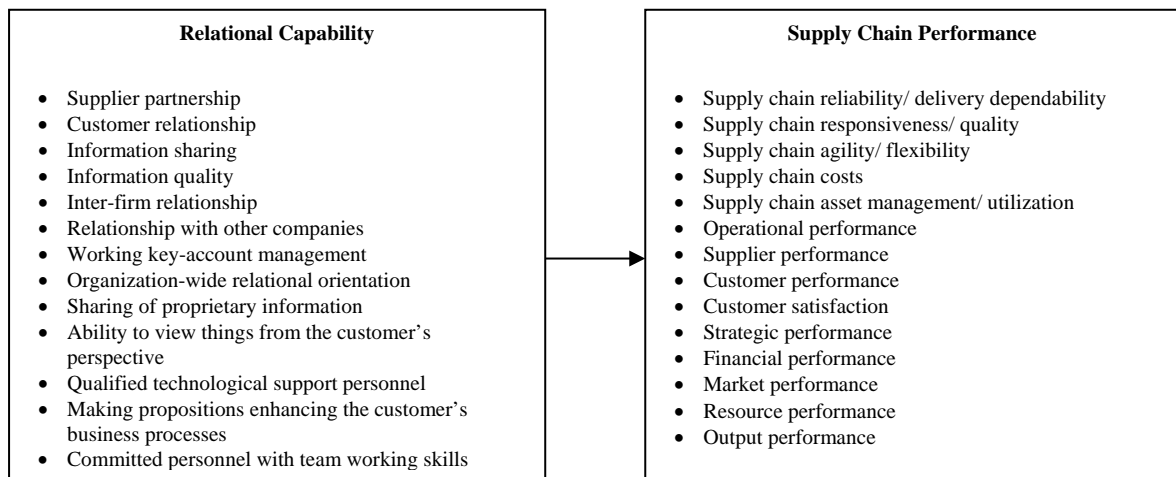 Relational Capability
• Supplier partnership
• Customer relationship
• Information sharing
• Information quality
• Inter-firm relationship
• Relationship with other companies
• Working key-account management
• Organization-wide relational orientation
• Sharing of proprietary information
• Ability to view things from the customer’s
perspective
• Qualified technological support personnel
• Making propositions enhancing the customer’s
business processes
• Committed personnel with team working skills
Supply Chain Performance
• Supply chain reliability/ delivery dependability
• Supply chain responsiveness/ quality
• Supply chain agility/ flexibility
• Supply chain costs
• Supply chain asset management/ utilization
• Operational performance
• Supplier performance
• Customer performance
• Customer satisfaction
• Strategic performance
• Financial performance
• Market performance
• Resource performance
• Output performance